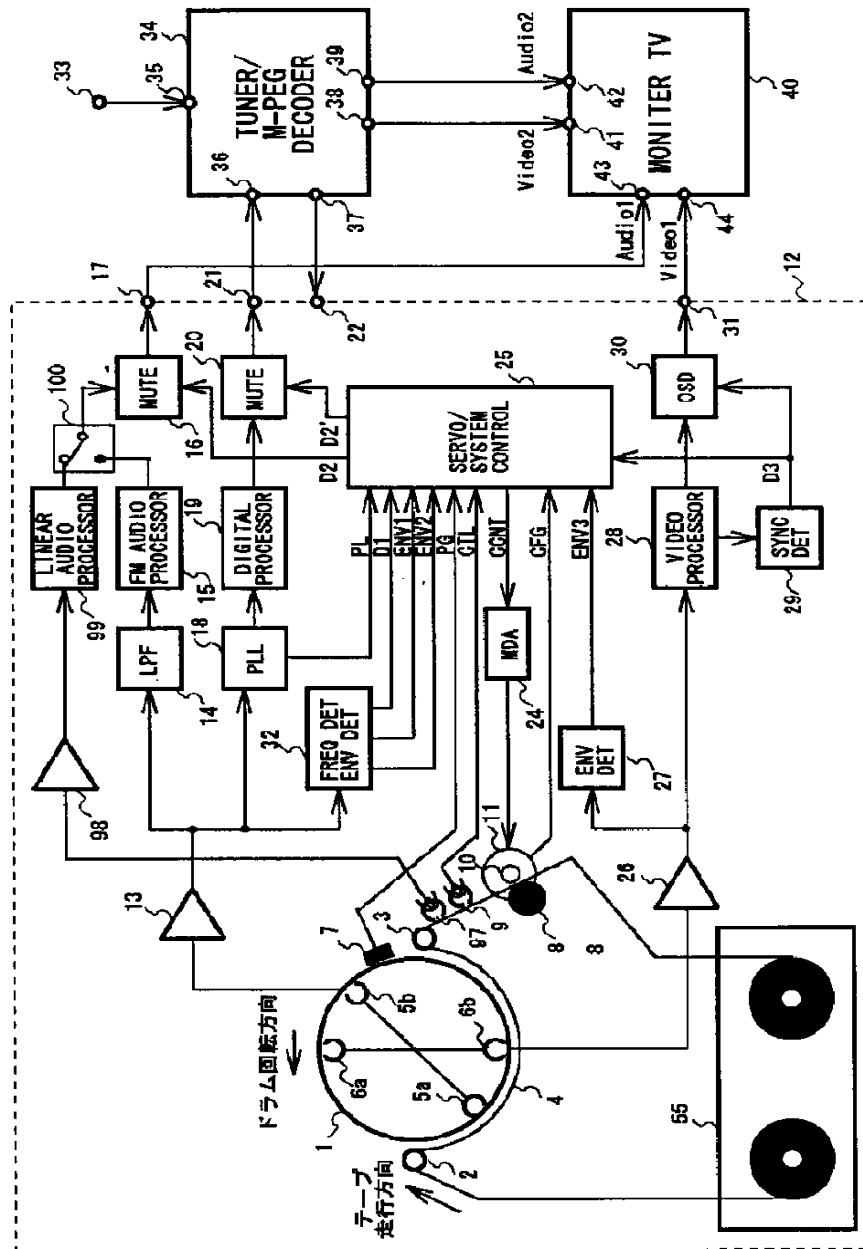 33
34
35
TUNER/
M-PEG
DECODER
36
37
38
39
Video2
Audio2
41
42
43
44
MONITER TV
40
Audio1
Video1
17
21
22
31
12
100
MUTE
16
20
MUTE
30
OSD
LINEAR
AUDIO
PROCESSOR
99
FM AUDIO
PROCESSOR
15
19
DIGITAL
PROCESSOR
D2
D2'
25
SERVO/
SYSTEM
CONTROL
D3
28
VIDEO
PROCESSOR
SYNC
DET
29
LPF
14
18
PLL
PL
D1
ENV1
ENV2
PG
CTL
CONT
CFG
ENV3
32
FREQ DET
ENV DET
MDA
24
ENV
DET
27
98
13
26
7
3
97
9
10
11
8
8
ドラム回転方向
1
6a
5b
5a
6b
4
2
テープ
走行方向
55